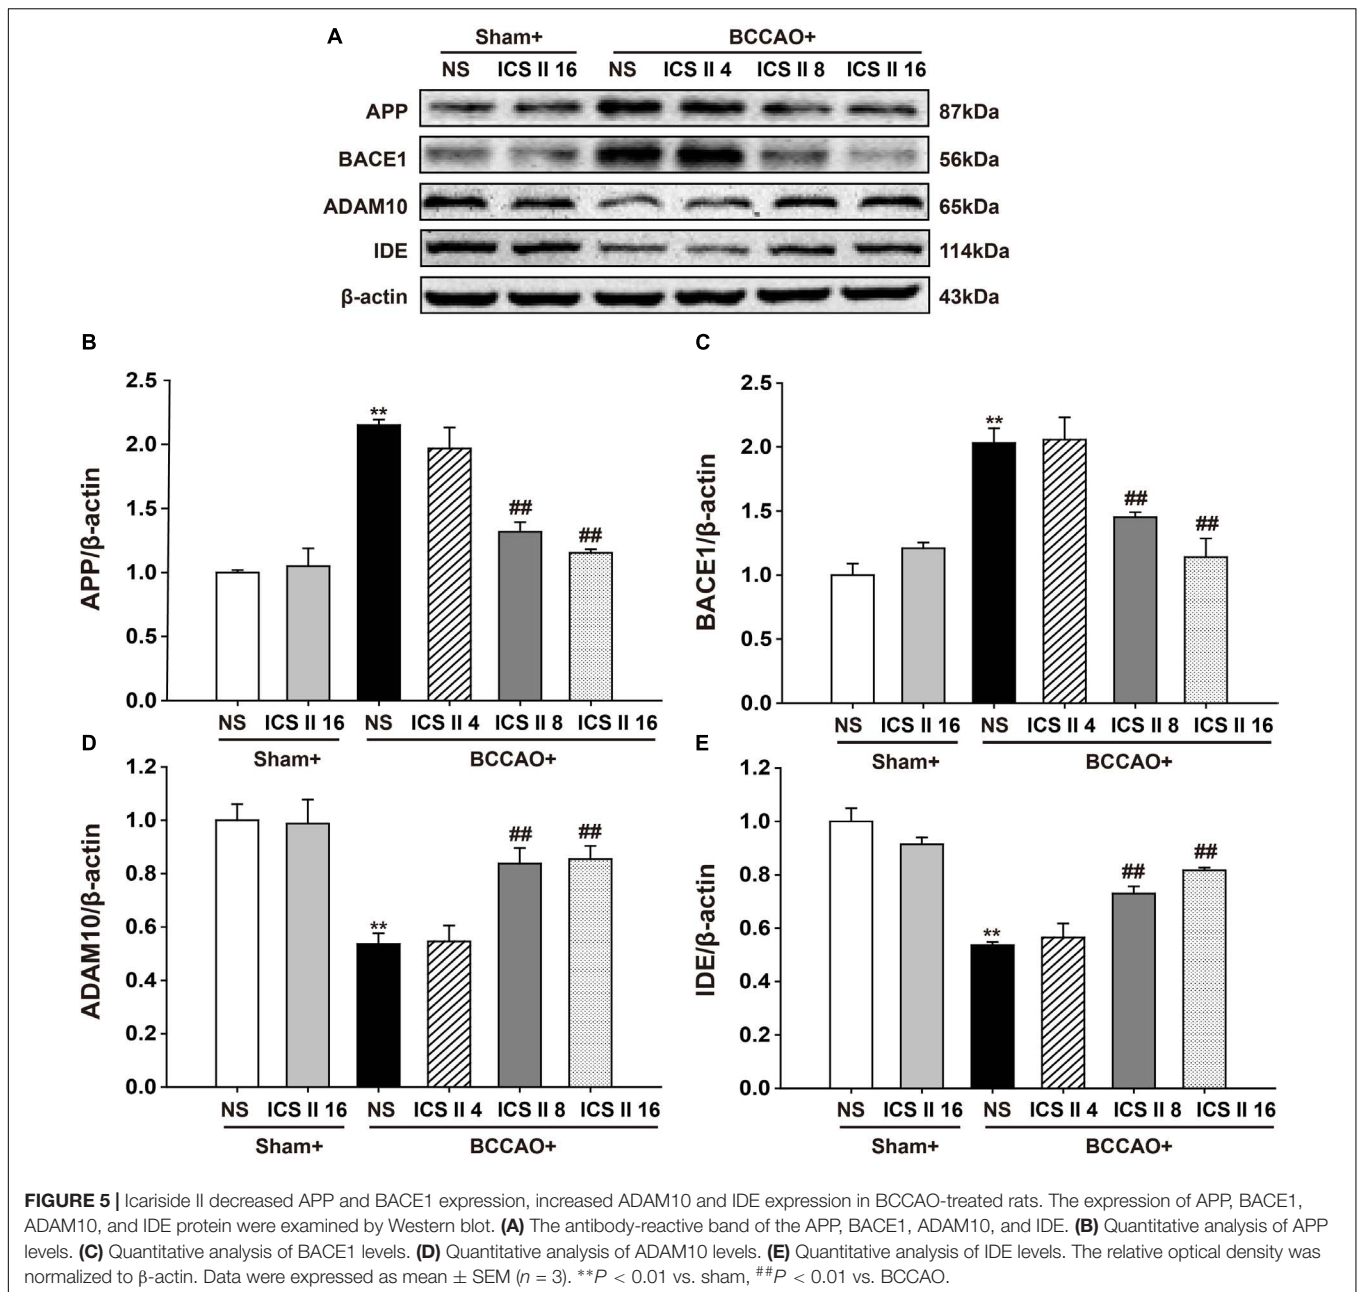 A
Sham+ BCCAO+
NS ICS II 16 NS ICS II 4 ICS II 8 ICS II 16
APP 87kDa
BACE1 56kDa
ADAM10 65kDa
IDE 114kDa
β-actin 43kDa
B
APP/β-actin
2.5
2.0
1.5
1.0
0.5
0.0
**
##
##
NS ICS II 16 NS ICS II 4 ICS II 8 ICS II 16
Sham+ BCCAO+
C
BACE1/β-actin
2.5
2.0
1.5
1.0
0.5
0.0
**
##
##
NS ICS II 16 NS ICS II 4 ICS II 8 ICS II 16
Sham+ BCCAO+
D
ADAM10/β-actin
1.2
1.0
0.8
0.6
0.4
0.2
0.0
**
##
##
NS ICS II 16 NS ICS II 4 ICS II 8 ICS II 16
Sham+ BCCAO+
E
IDE/β-actin
1.2
1.0
0.8
0.6
0.4
0.2
0.0
**
##
##
NS ICS II 16 NS ICS II 4 ICS II 8 ICS II 16
Sham+ BCCAO+
FIGURE 5 | Icariside II decreased APP and BACE1 expression, increased ADAM10 and IDE expression in BCCAO-treated rats. The expression of APP, BACE1,
ADAM10, and IDE protein were examined by Western blot. (A) The antibody-reactive band of the APP, BACE1, ADAM10, and IDE. (B) Quantitative analysis of APP
levels. (C) Quantitative analysis of BACE1 levels. (D) Quantitative analysis of ADAM10 levels. (E) Quantitative analysis of IDE levels. The relative optical density was
normalized to β-actin. Data were expressed as mean ± SEM (n = 3). **P < 0.01 vs. sham, ##P < 0.01 vs. BCCAO.